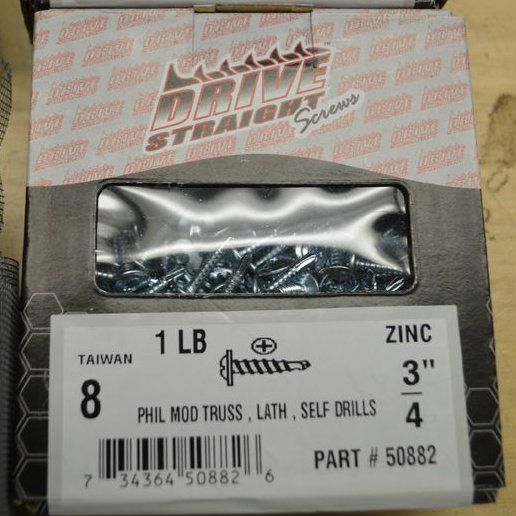 DRIVE
STRAIGHT
Screws
TAIWAN
1 LB
ZINC
8
3"
4
PHIL MOD TRUSS , LATH , SELF DRILLS
7 34364 50882 6
PART # 50882